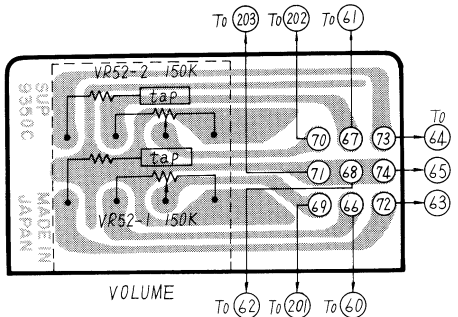 To 203 To 202 To 61
VR52-2 150K
tap
SUP 9350C
70 67 73 To 64
tap
71 68 74 65
MADE IN JAPAN
69 66 72 63
VR52-1 150K
VOLUME
To 62 To 201 To 60